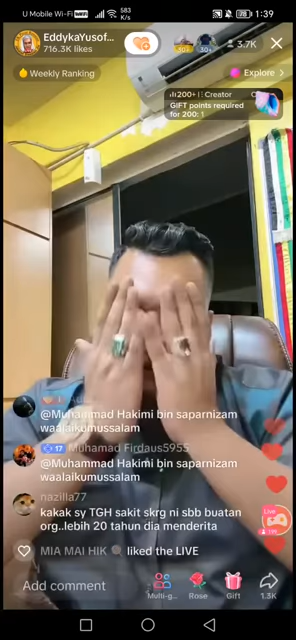 U Mobile Wi-Fi 583 K/s 1:39
EddykaYusof...
716.3K likes
30+ 30+ 3.7K
Weekly Ranking
Explore >
200+ Creator
GIFT points required
for 200: 1
@Muhammad Hakimi bin saparnizam
waalaikumussalam
17 Muhamad Firdaus5955
@Muhammad Hakimi bin saparnizam
waalaikumussalam
nazilla77
kakak sy TGH sakit skrg ni sbb buatan
org..lebih 20 tahun dia menderita
MIA MAI HIK liked the LIVE
Live
Add comment
Multi-g...
Rose
Gift
1.3K